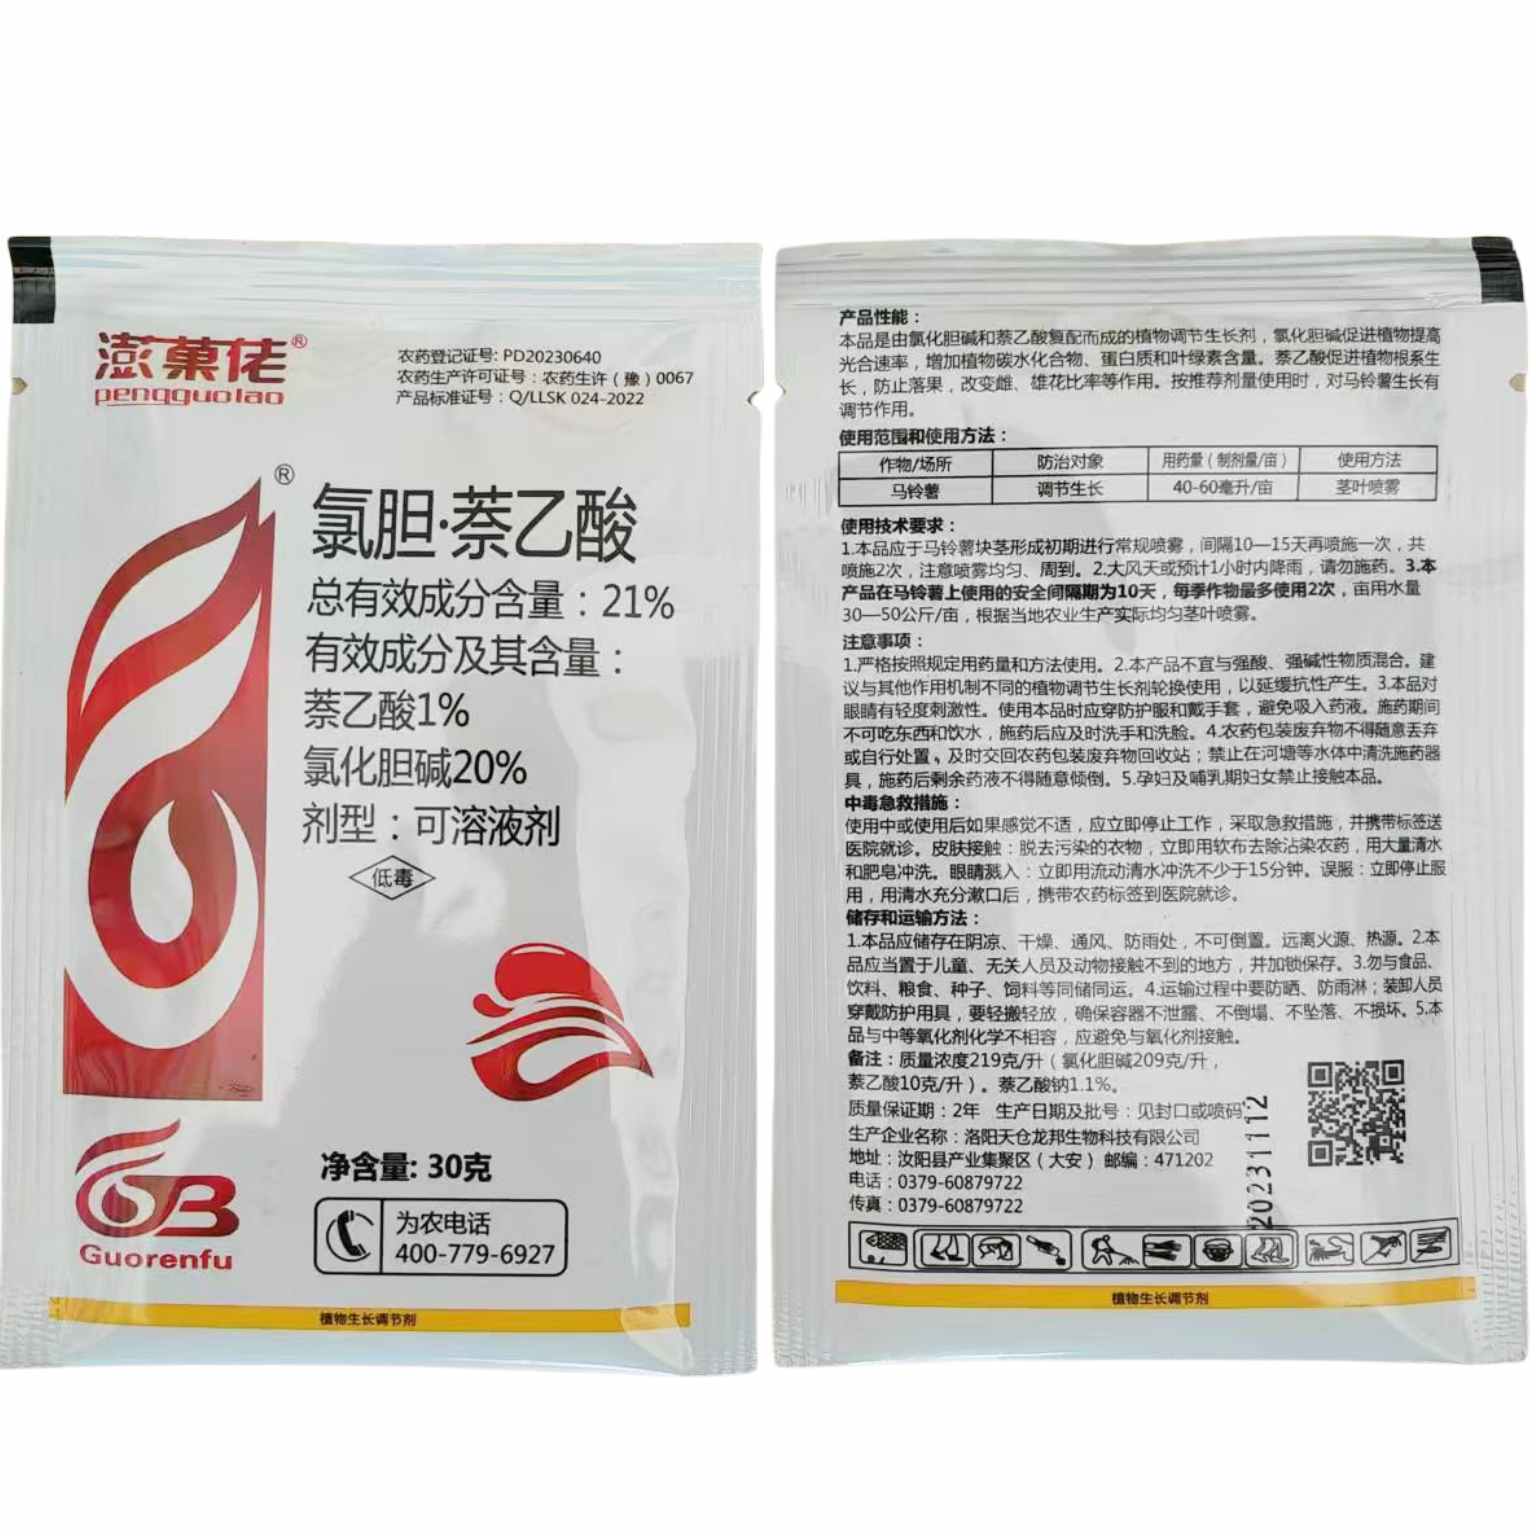 澎菓佬®
pengguolao
农药登记证号: PD20230640
农药生产许可证号：农药生许（豫）0067
产品标准证号：Q/LLSK 024-2022
®
氯胆·萘乙酸
总有效成分含量：21%
有效成分及其含量：
萘乙酸1%
氯化胆碱20%
剂型：可溶液剂
低毒
GB
Guorenfu
净含量: 30克
为农电话
400-779-6927
植物生长调节剂
产品性能：
本品是由氯化胆碱和萘乙酸复配而成的植物调节生长剂，氯化胆碱促进植物提高
光合速率，增加植物碳水化合物、蛋白质和叶绿素含量。萘乙酸促进植物根系生
长，防止落果，改变雌、雄花比率等作用。按推荐剂量使用时，对马铃薯生长有
调节作用。
使用范围和使用方法：
作物/场所 防治对象 用药量（制剂量/亩） 使用方法
马铃薯 调节生长 40-60毫升/亩 茎叶喷雾
使用技术要求：
1.本品应于马铃薯块茎形成初期进行常规喷雾，间隔10—15天再喷施一次，共
喷施2次，注意喷雾均匀、周到。2.大风天或预计1小时内降雨，请勿施药。3.本
产品在马铃薯上使用的安全间隔期为10天，每季作物最多使用2次，亩用水量
30—50公斤/亩，根据当地农业生产实际均匀茎叶喷雾。
注意事项：
1.严格按照规定用药量和方法使用。2.本产品不宜与强酸、强碱性物质混合。建
议与其他作用机制不同的植物调节生长剂轮换使用，以延缓抗性产生。3.本品对
眼睛有轻度刺激性。使用本品时应穿防护服和戴手套，避免吸入药液。施药期间
不可吃东西和饮水，施药后应及时洗手和洗脸。4.农药包装废弃物不得随意丢弃
或自行处置，及时交回农药包装废弃物回收站；禁止在河塘等水体中清洗施药器
具，施药后剩余药液不得随意倾倒。5.孕妇及哺乳期妇女禁止接触本品。
中毒急救措施：
使用中或使用后如果感觉不适，应立即停止工作，采取急救措施，并携带标签送
医院就诊。皮肤接触：脱去污染的衣物，立即用软布去除沾染农药，用大量清水
和肥皂冲洗。眼睛溅入：立即用流动清水冲洗不少于15分钟。误服：立即停止服
用，用清水充分漱口后，携带农药标签到医院就诊。
储存和运输方法：
1.本品应储存在阴凉、干燥、通风、防雨处，不可倒置。远离火源、热源。2.本
品应当置于儿童、无关人员及动物接触不到的地方，并加锁保存。3.勿与食品、
饮料、粮食、种子、饲料等同储同运。4.运输过程中要防晒、防雨淋；装卸人员
穿戴防护用具，要轻搬轻放，确保容器不泄露、不倒塌、不坠落、不损坏。5.本
品与中等氧化剂化学不相容，应避免与氧化剂接触。
备注：质量浓度219克/升（氯化胆碱209克/升，
萘乙酸10克/升）。萘乙酸钠1.1%。
质量保证期：2年 生产日期及批号：见封口或喷码
生产企业名称：洛阳天仓龙邦生物科技有限公司
地址：汝阳县产业集聚区（大安）邮编：471202
电话：0379-60879722
传真：0379-60879722
20231112
植物生长调节剂